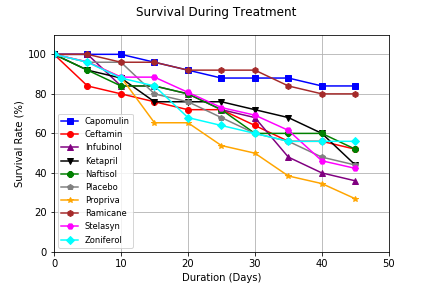 Survival During Treatment
Survival Rate (%)
100
80
60
40
20
0
Capomulin
Ceftamin
Infubinol
Ketapril
Naftisol
Placebo
Propriva
Ramicane
Stelasyn
Zoniferol
0 10 20 30 40 50
Duration (Days)